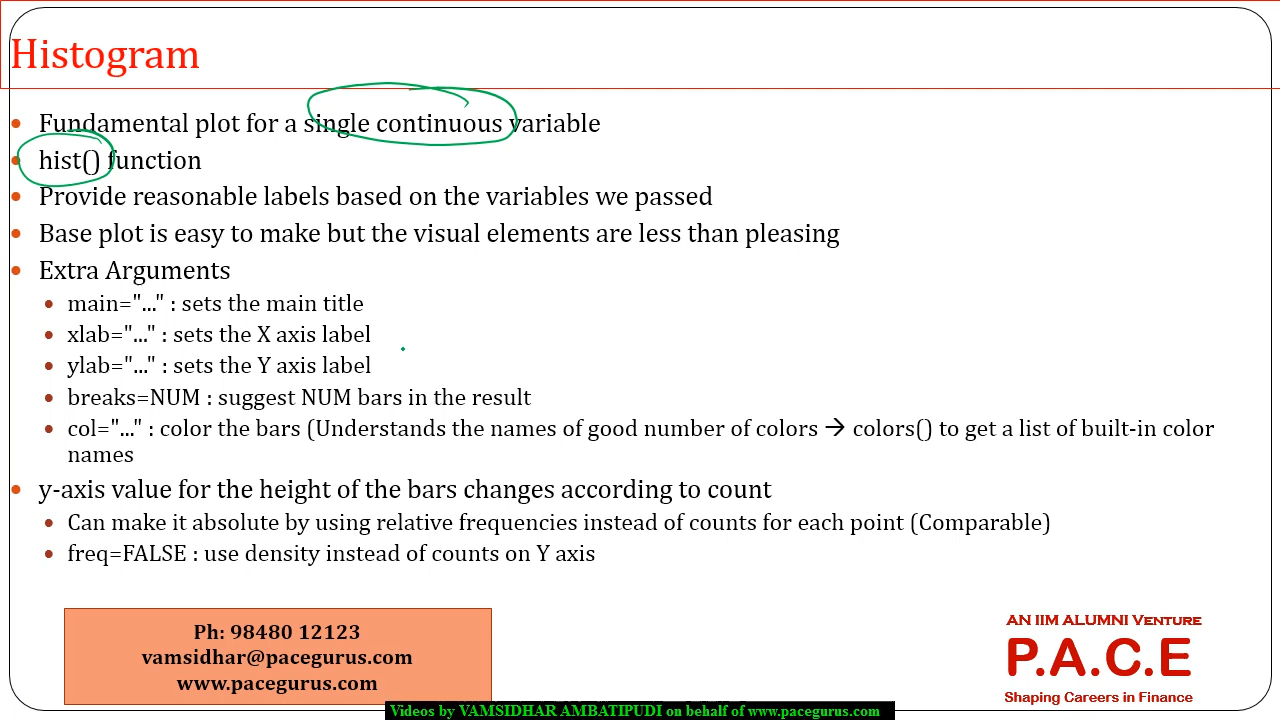 Histogram
• Fundamental plot for a single continuous variable
• hist() function
• Provide reasonable labels based on the variables we passed
• Base plot is easy to make but the visual elements are less than pleasing
• Extra Arguments
• main="..." : sets the main title
• xlab="..." : sets the X axis label
• ylab="..." : sets the Y axis label
• breaks=NUM : suggest NUM bars in the result
• col="..." : color the bars (Understands the names of good number of colors → colors() to get a list of built-in color
names
• y-axis value for the height of the bars changes according to count
• Can make it absolute by using relative frequencies instead of counts for each point (Comparable)
• freq=FALSE : use density instead of counts on Y axis
Ph: 98480 12123
vamsidhar@pacegurus.com
www.pacegurus.com
AN IIM ALUMNI VENTURE
P.A.C.E
Shaping Careers in Finance
Videos by VAMSIDHAR AMBATIPUDI on behalf of www.pacegurus.com